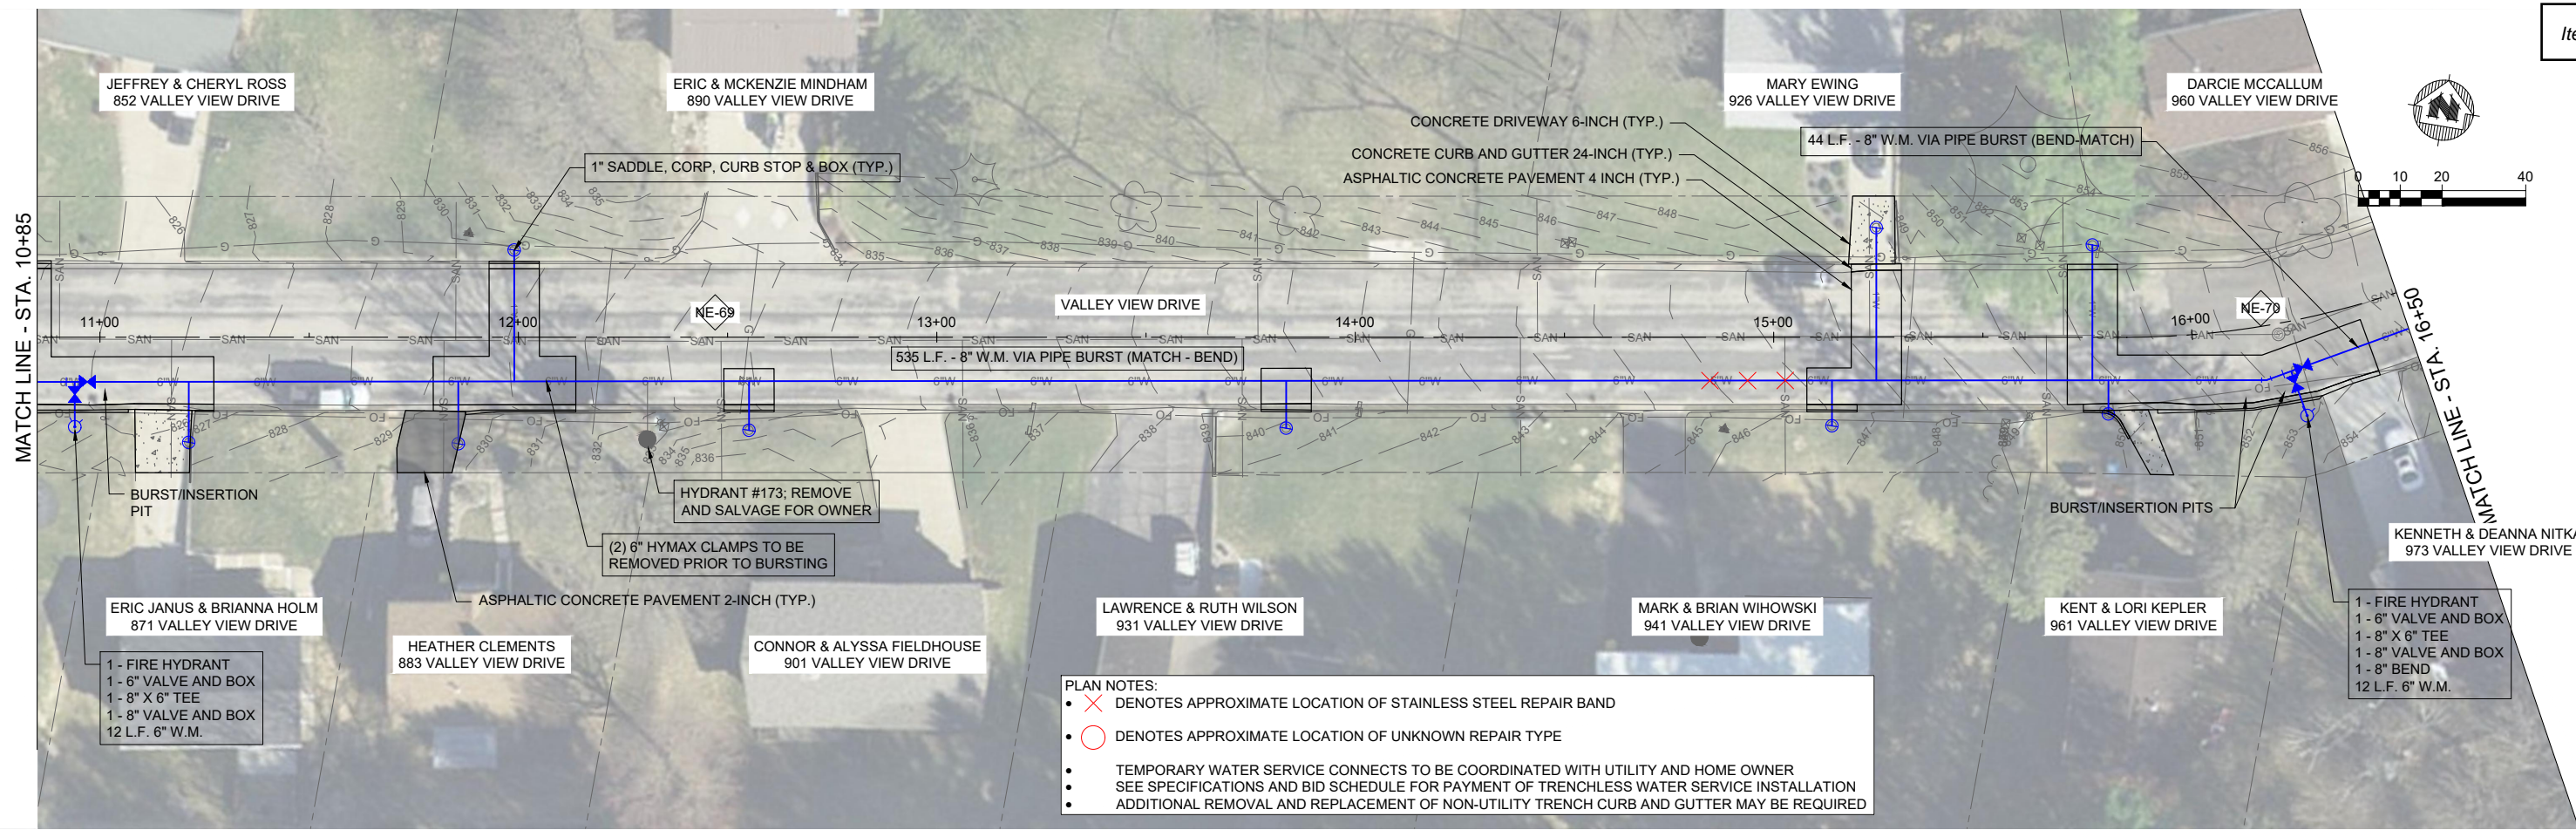 Ite
JEFFREY & CHERYL ROSS
852 VALLEY VIEW DRIVE
ERIC & MCKENZIE MINDHAM
890 VALLEY VIEW DRIVE
MARY EWING
926 VALLEY VIEW DRIVE
DARCIE MCCALLUM
960 VALLEY VIEW DRIVE
N
CONCRETE DRIVEWAY 6-INCH (TYP.)
44 L.F. - 8" W.M. VIA PIPE BURST (BEND-MATCH)
CONCRETE CURB AND GUTTER 24-INCH (TYP.)
1" SADDLE, CORP, CURB STOP & BOX (TYP.)
ASPHALTIC CONCRETE PAVEMENT 4 INCH (TYP.)
0 10 20 40
MATCH LINE - STA. 10+85
VALLEY VIEW DRIVE
NE-69
NE-70
11+00
12+00
13+00
14+00
15+00
16+00
535 L.F. - 8" W.M. VIA PIPE BURST (MATCH - BEND)
MATCH LINE - STA. 16+50
BURST/INSERTION
PIT
HYDRANT #173; REMOVE
AND SALVAGE FOR OWNER
BURST/INSERTION PITS
(2) 6" HYMAX CLAMPS TO BE
REMOVED PRIOR TO BURSTING
KENNETH & DEANNA NITKA
973 VALLEY VIEW DRIVE
ASPHALTIC CONCRETE PAVEMENT 2-INCH (TYP.)
ERIC JANUS & BRIANNA HOLM
871 VALLEY VIEW DRIVE
HEATHER CLEMENTS
883 VALLEY VIEW DRIVE
CONNOR & ALYSSA FIELDHOUSE
901 VALLEY VIEW DRIVE
LAWRENCE & RUTH WILSON
931 VALLEY VIEW DRIVE
MARK & BRIAN WIHOWSKI
941 VALLEY VIEW DRIVE
KENT & LORI KEPLER
961 VALLEY VIEW DRIVE
1 - FIRE HYDRANT
1 - 6" VALVE AND BOX
1 - 8" X 6" TEE
1 - 8" VALVE AND BOX
12 L.F. 6" W.M.
1 - FIRE HYDRANT
1 - 6" VALVE AND BOX
1 - 8" X 6" TEE
1 - 8" VALVE AND BOX
1 - 8" BEND
12 L.F. 6" W.M.
PLAN NOTES:
• DENOTES APPROXIMATE LOCATION OF STAINLESS STEEL REPAIR BAND
• DENOTES APPROXIMATE LOCATION OF UNKNOWN REPAIR TYPE
• TEMPORARY WATER SERVICE CONNECTS TO BE COORDINATED WITH UTILITY AND HOME OWNER
• SEE SPECIFICATIONS AND BID SCHEDULE FOR PAYMENT OF TRENCHLESS WATER SERVICE INSTALLATION
• ADDITIONAL REMOVAL AND REPLACEMENT OF NON-UTILITY TRENCH CURB AND GUTTER MAY BE REQUIRED